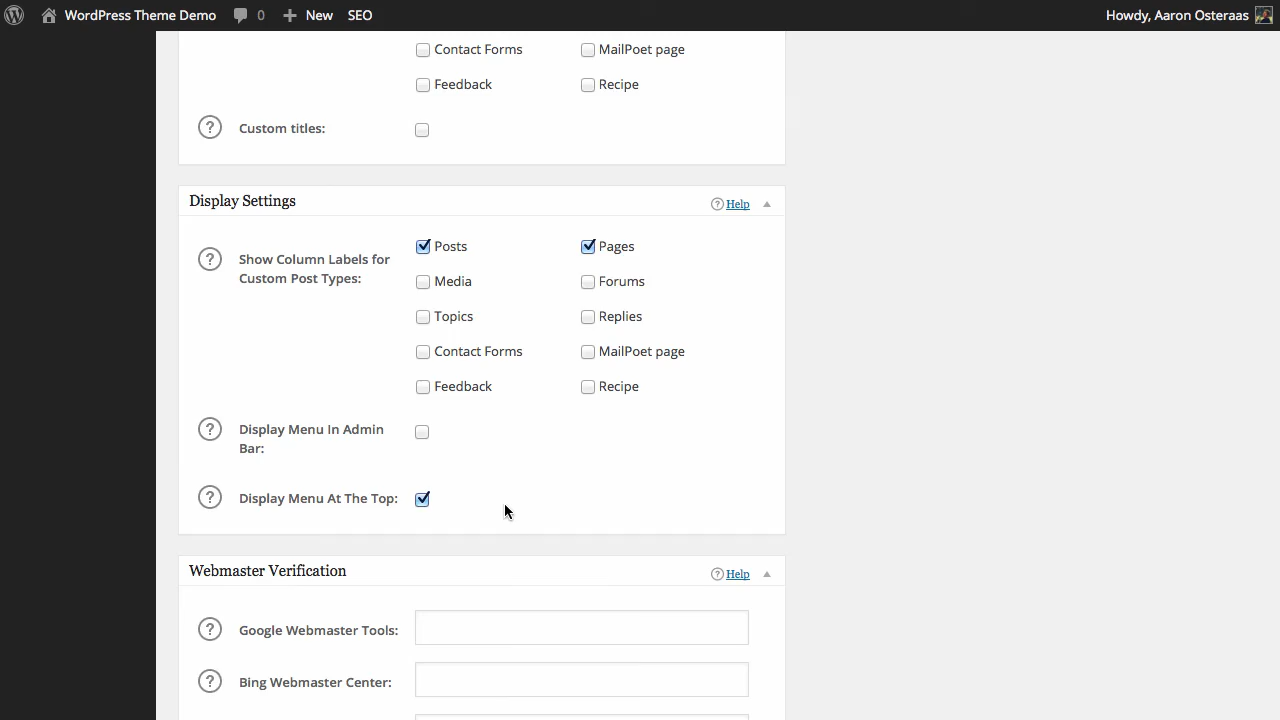 WordPress Theme Demo 0 New SEO Howdy, Aaron Osteraas
Contact Forms MailPoet page
Feedback Recipe
? Custom titles:
Display Settings ? Help
? Show Column Labels for
Custom Post Types:
Posts Pages
Media Forums
Topics Replies
Contact Forms MailPoet page
Feedback Recipe
? Display Menu In Admin
Bar:
? Display Menu At The Top:
Webmaster Verification ? Help
? Google Webmaster Tools:
? Bing Webmaster Center: